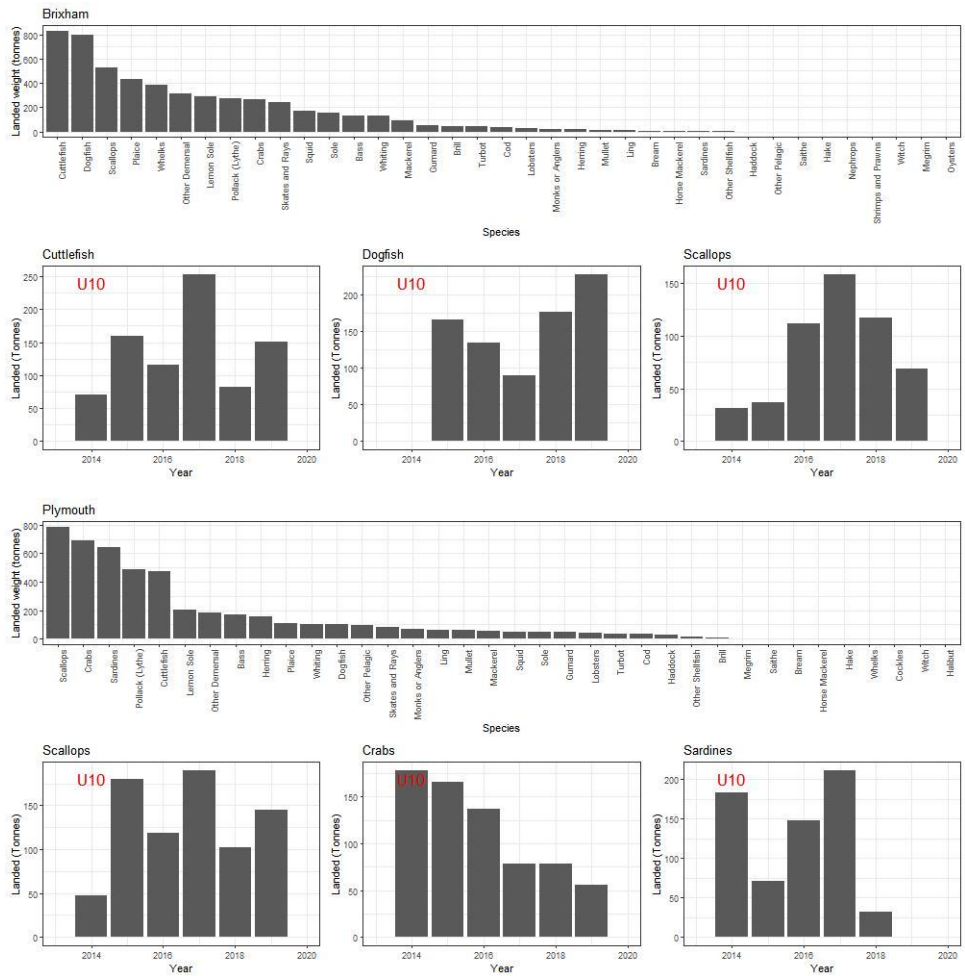 Brixham
Landed weight (tonnes)
800
600
400
200
0
Cuttlefish
Dogfish
Scallops
Plaice
Whelks
Other Demersal
Lemon Sole
Pollack (Lythe)
Crabs
Skates and Rays
Squid
Sole
Bass
Whiting
Mackerel
Gurnard
Brill
Turbot
Cod
Lobsters
Monks or Anglers
Herring
Mullet
Ling
Bream
Horse Mackerel
Sardines
Other Shellfish
Haddock
Other Pelagic
Saithe
Hake
Nephrops
Shrimps and Prawns
Witch
Megrim
Oysters
Species
Cuttlefish
U10
Landed (Tonnes)
250
200
150
100
50
0
2014 2016 2018 2020
Year
Dogfish
U10
Landed (Tonnes)
200
150
100
50
0
2014 2016 2018 2020
Year
Scallops
U10
Landed (Tonnes)
150
100
50
0
2014 2016 2018 2020
Year
Plymouth
Landed weight (tonnes)
800
600
400
200
0
Scallops
Crabs
Sardines
Pollack (Lythe)
Cuttlefish
Lemon Sole
Other Demersal
Bass
Herring
Plaice
Whiting
Dogfish
Other Pelagic
Skates and Rays
Monks or Anglers
Ling
Mullet
Mackerel
Squid
Sole
Gurnard
Lobsters
Turbot
Cod
Haddock
Other Shellfish
Brill
Megrim
Saithe
Bream
Horse Mackerel
Hake
Whelks
Cockles
Witch
Halibut
Species
Scallops
U10
Landed (Tonnes)
150
100
50
0
2014 2016 2018 2020
Year
Crabs
U10
Landed (Tonnes)
150
100
50
0
2014 2016 2018 2020
Year
Sardines
U10
Landed (Tonnes)
200
150
100
50
0
2014 2016 2018 2020
Year